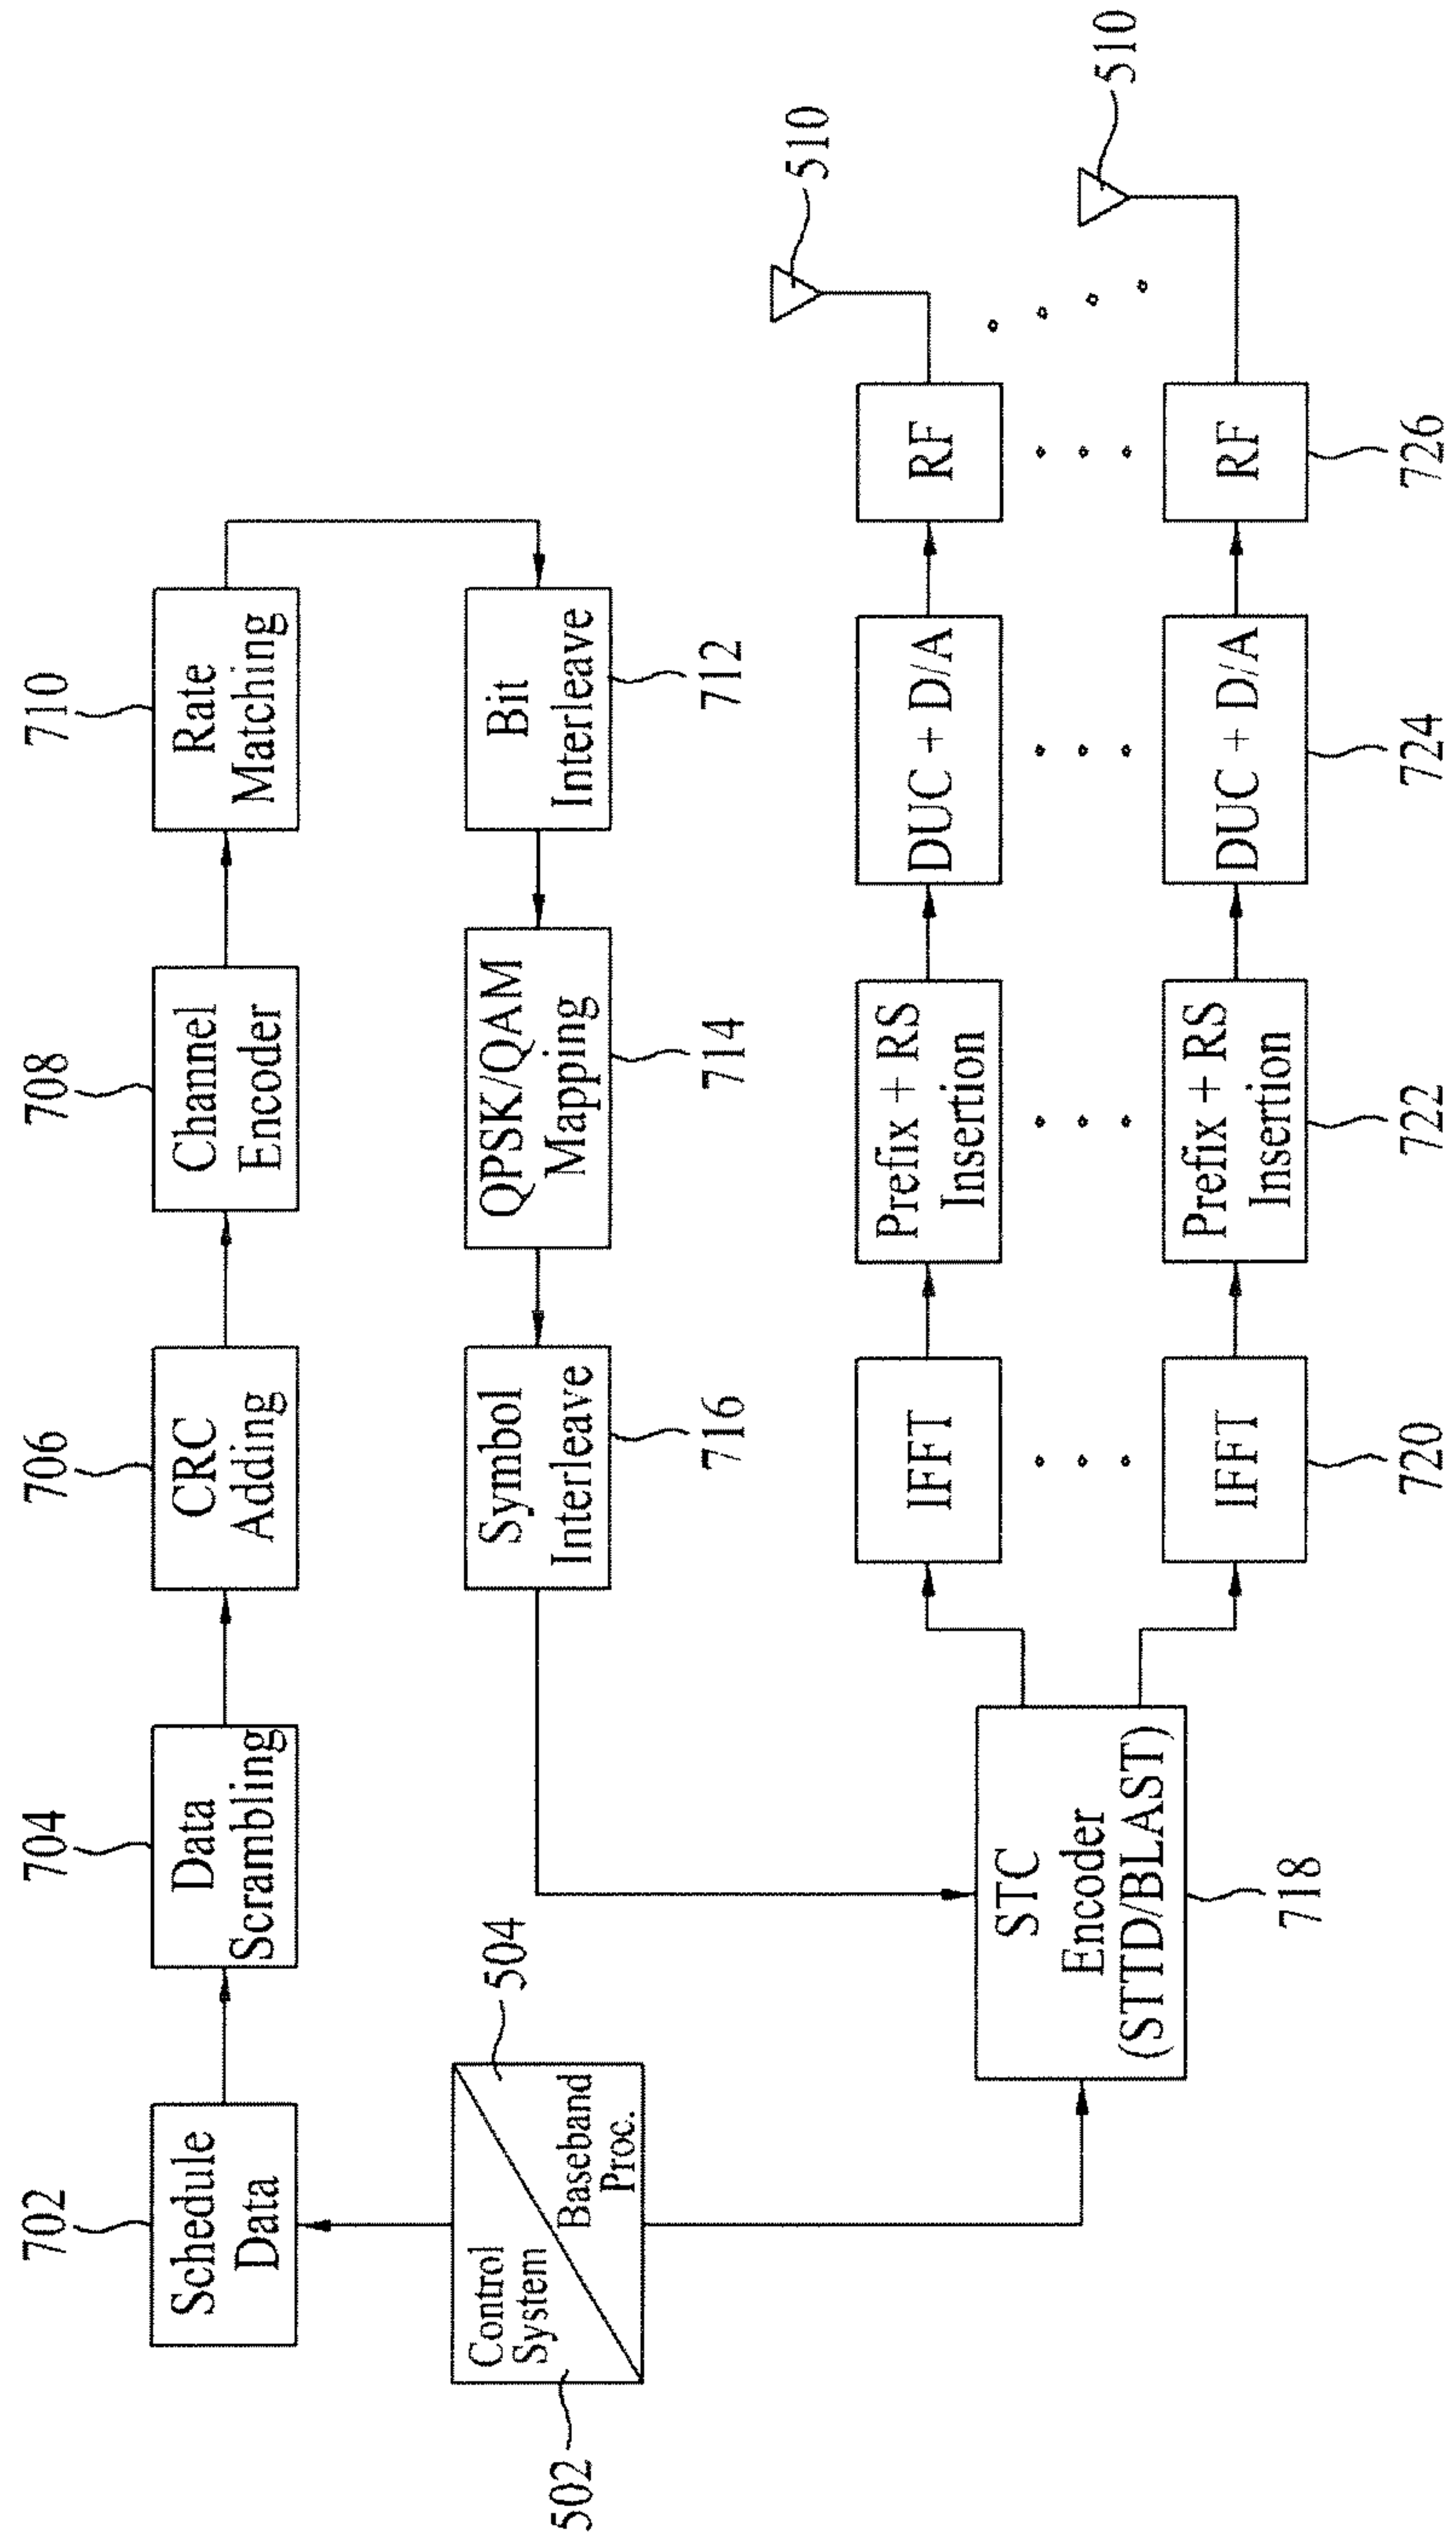 702
704
706
708
710
Schedule
Data
Data
Scrambling
CRC
Adding
Channel
Encoder
Rate
Matching
502
Control
System
504
Baseband
Proc.
Symbol
Interleave
716
QPSK/QAM
Mapping
714
Bit
Interleave
712
STC
Encoder
(STTD/BLAST)
718
IFFT
Prefix + RS
Insertion
DUC + D/A
RF
510
IFFT
720
Prefix + RS
Insertion
722
DUC + D/A
724
RF
726
510